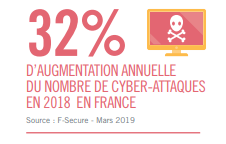 32%
D'AUGMENTATION ANNUELLE
DU NOMBRE DE CYBER-ATTAQUES
EN 2018 EN FRANCE
Source : F-Secure - Mars 2019